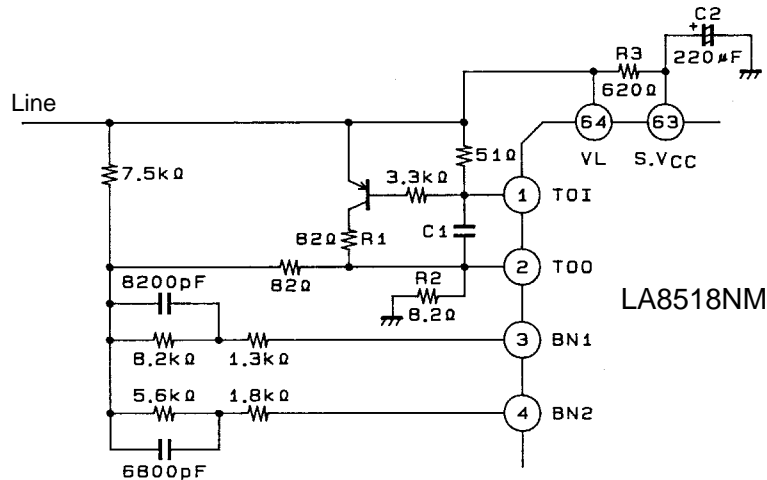 C2
+
220μF
R3
620Ω
Line
64
63
VL
S.VCC
7.5kΩ
51Ω
3.3kΩ
1
TOI
C1
82Ω
R1
8200pF
82Ω
R2
8.2Ω
2
TOO
LA8518NM
8.2kΩ
1.3kΩ
3
BN1
5.6kΩ
1.8kΩ
4
BN2
6800pF